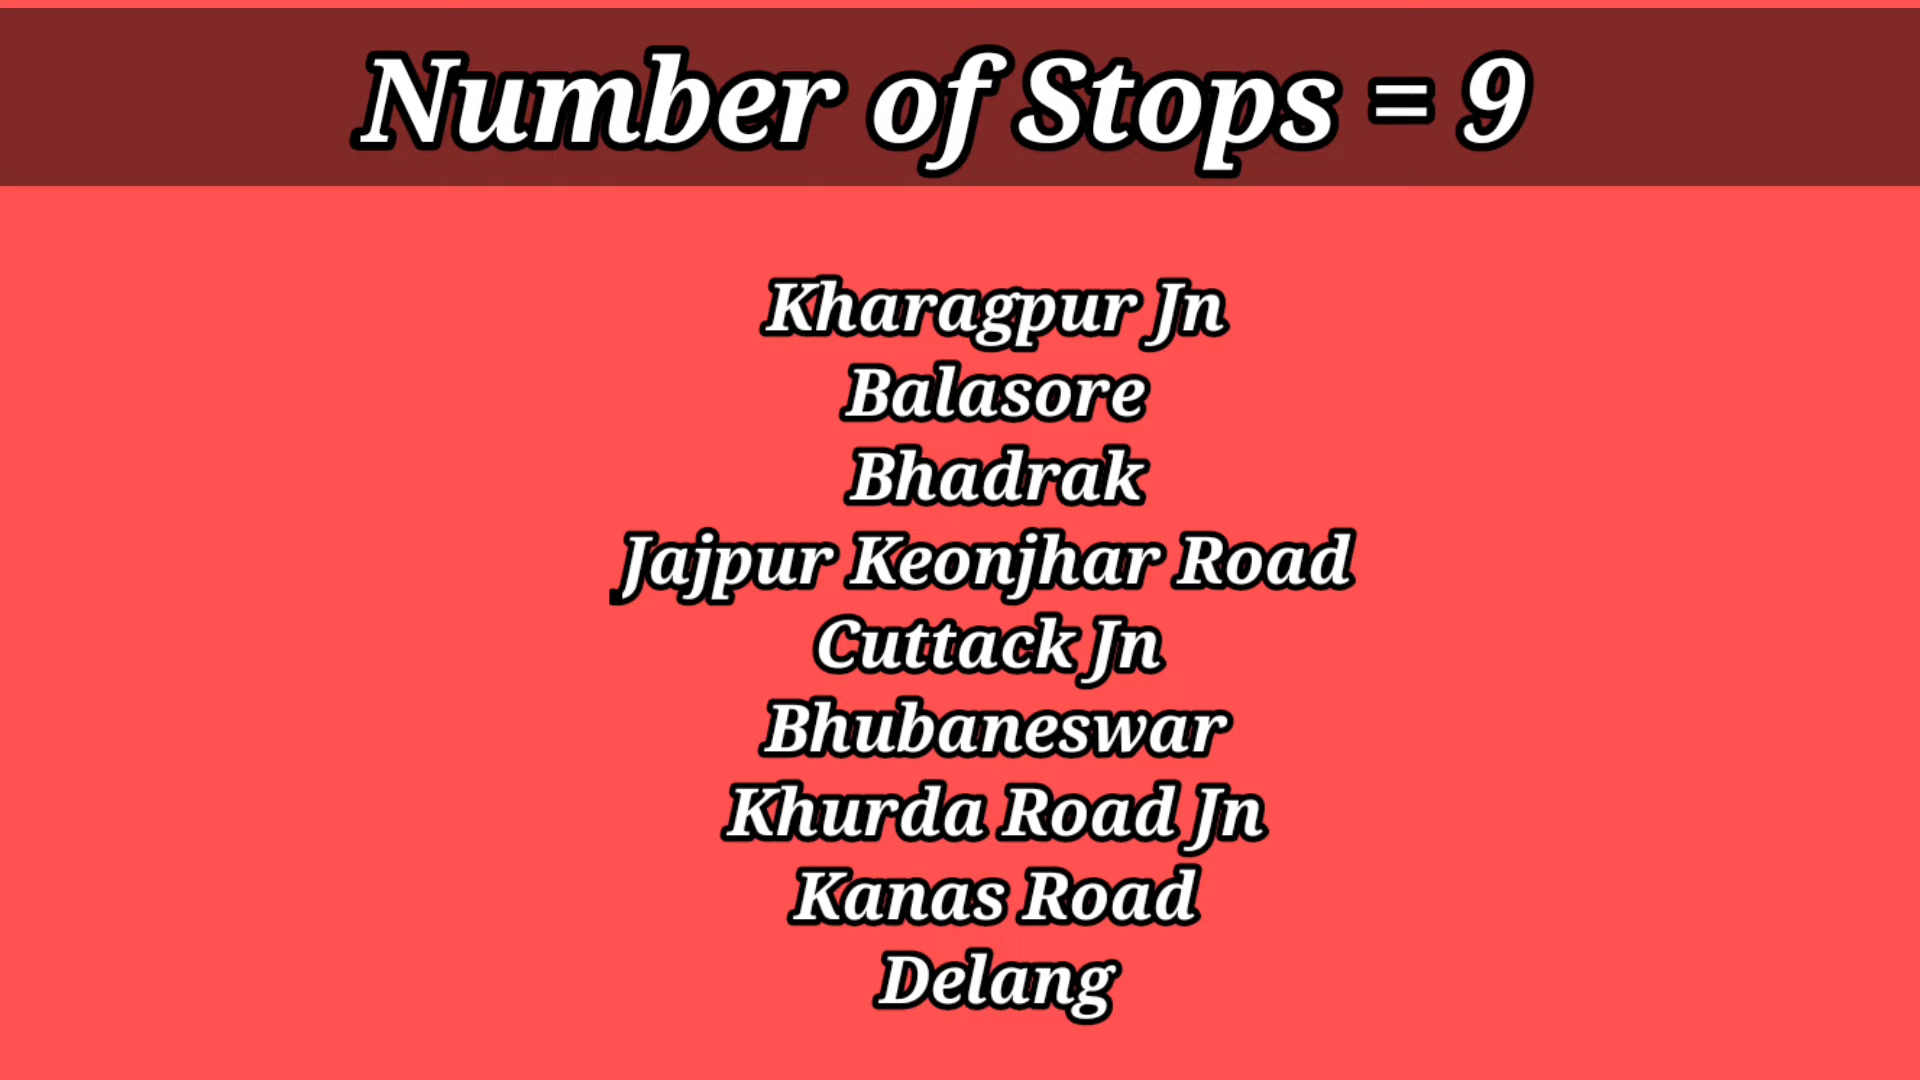 Number of Stops = 9
Kharagpur Jn
Balasore
Bhadrak
Jajpur Keonjhar Road
Cuttack Jn
Bhubaneswar
Khurda Road Jn
Kanas Road
Delang